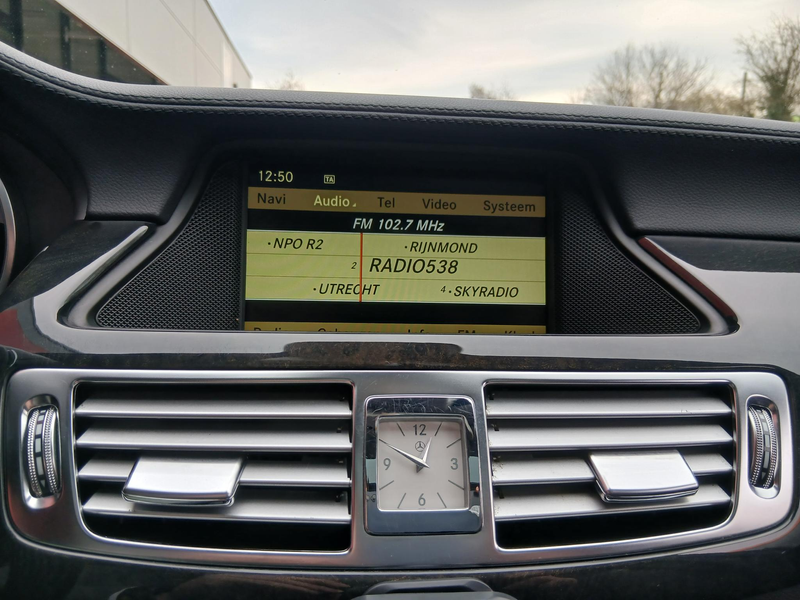 12:50 TA
Navi Audio Tel Video Systeem
FM 102.7 MHz
·NPO R2 ·RIJNMOND
2 RADIO538
·UTRECHT 4·SKYRADIO
12
9 3
6